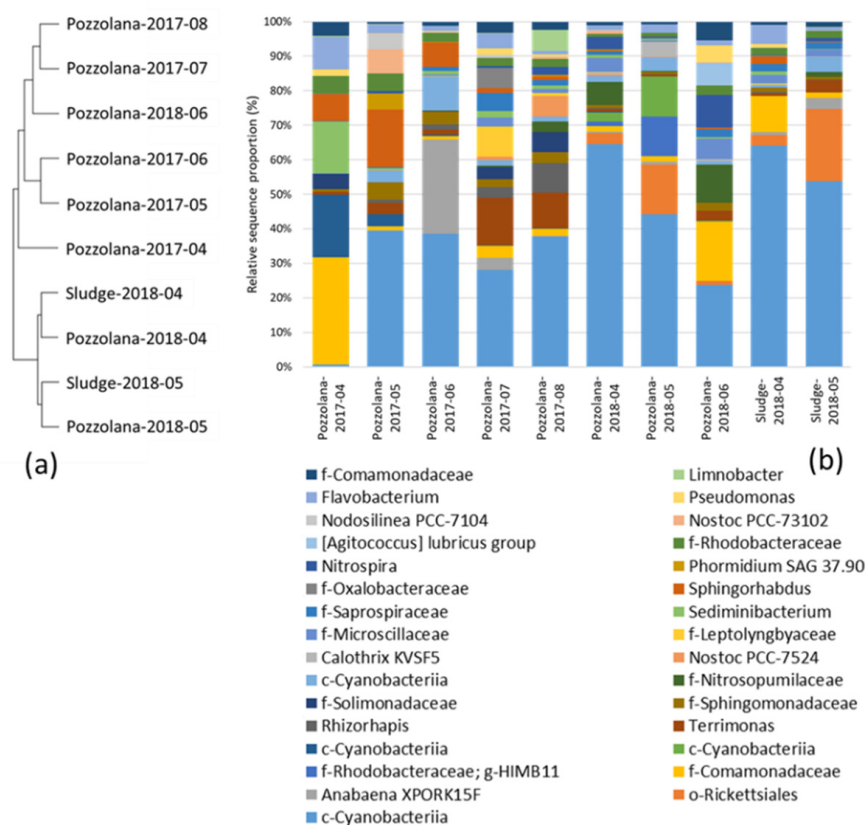 Pozzolana-2017-08
Pozzolana-2017-07
Pozzolana-2018-06
Pozzolana-2017-06
Pozzolana-2017-05
Pozzolana-2017-04
Sludge-2018-04
Pozzolana-2018-04
Sludge-2018-05
Pozzolana-2018-05
(a)
Relative sequence proportion (%)
100%
90%
80%
70%
60%
50%
40%
30%
20%
10%
0%
Pozzolana-
2017-04
Pozzolana-
2017-05
Pozzolana-
2017-06
Pozzolana-
2017-07
Pozzolana-
2017-08
Pozzolana-
2018-04
Pozzolana-
2018-05
Pozzolana-
2018-06
Sludge-
2018-04
Sludge-
2018-05
(b)
f-Comamonadaceae
Flavobacterium
Nodosilinea PCC-7104
[Agitococcus] lubricus group
Nitrospira
f-Oxalobacteraceae
f-Saprospiraceae
f-Microscillaceae
Calothrix KVSF5
c-Cyanobacteriia
f-Solimonadaceae
Rhizorhapis
c-Cyanobacteriia
f-Rhodobacteraceae; g-HIMB11
Anabaena XPORK15F
c-Cyanobacteriia
Limnobacter
Pseudomonas
Nostoc PCC-73102
f-Rhodobacteraceae
Phormidium SAG 37.90
Sphingorhabdus
Sediminibacterium
f-Leptolyngbyaceae
Nostoc PCC-7524
f-Nitrosopumilaceae
f-Sphingomonadaceae
Terrimonas
c-Cyanobacteriia
f-Comamonadaceae
o-Rickettsiales